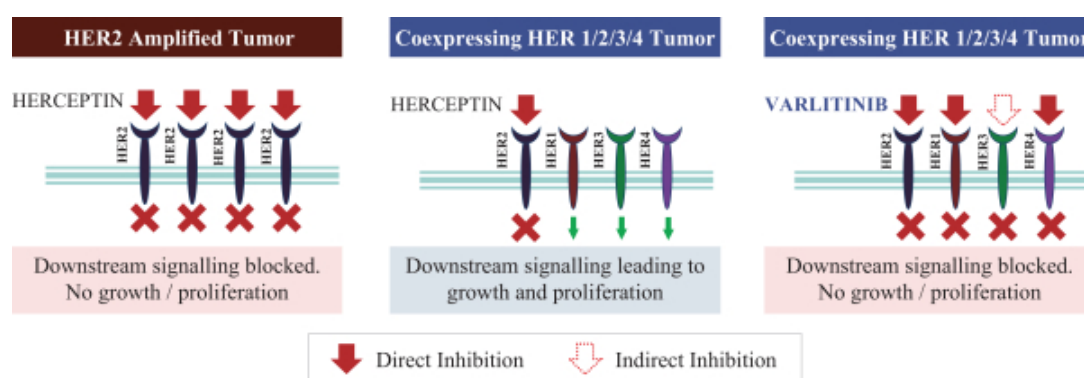 HER2 Amplified Tumor
HERCEPTIN
HER2
HER2
HER2
HER2
Downstream signalling blocked.
No growth / proliferation
Coexpressing HER 1/2/3/4 Tumor
HERCEPTIN
HER2
HER1
HER3
HER4
Downstream signalling leading to
growth and proliferation
Coexpressing HER 1/2/3/4 Tumor
VARLITINIB
HER2
HER1
HER3
HER4
Downstream signalling blocked.
No growth / proliferation
Direct Inhibition
Indirect Inhibition